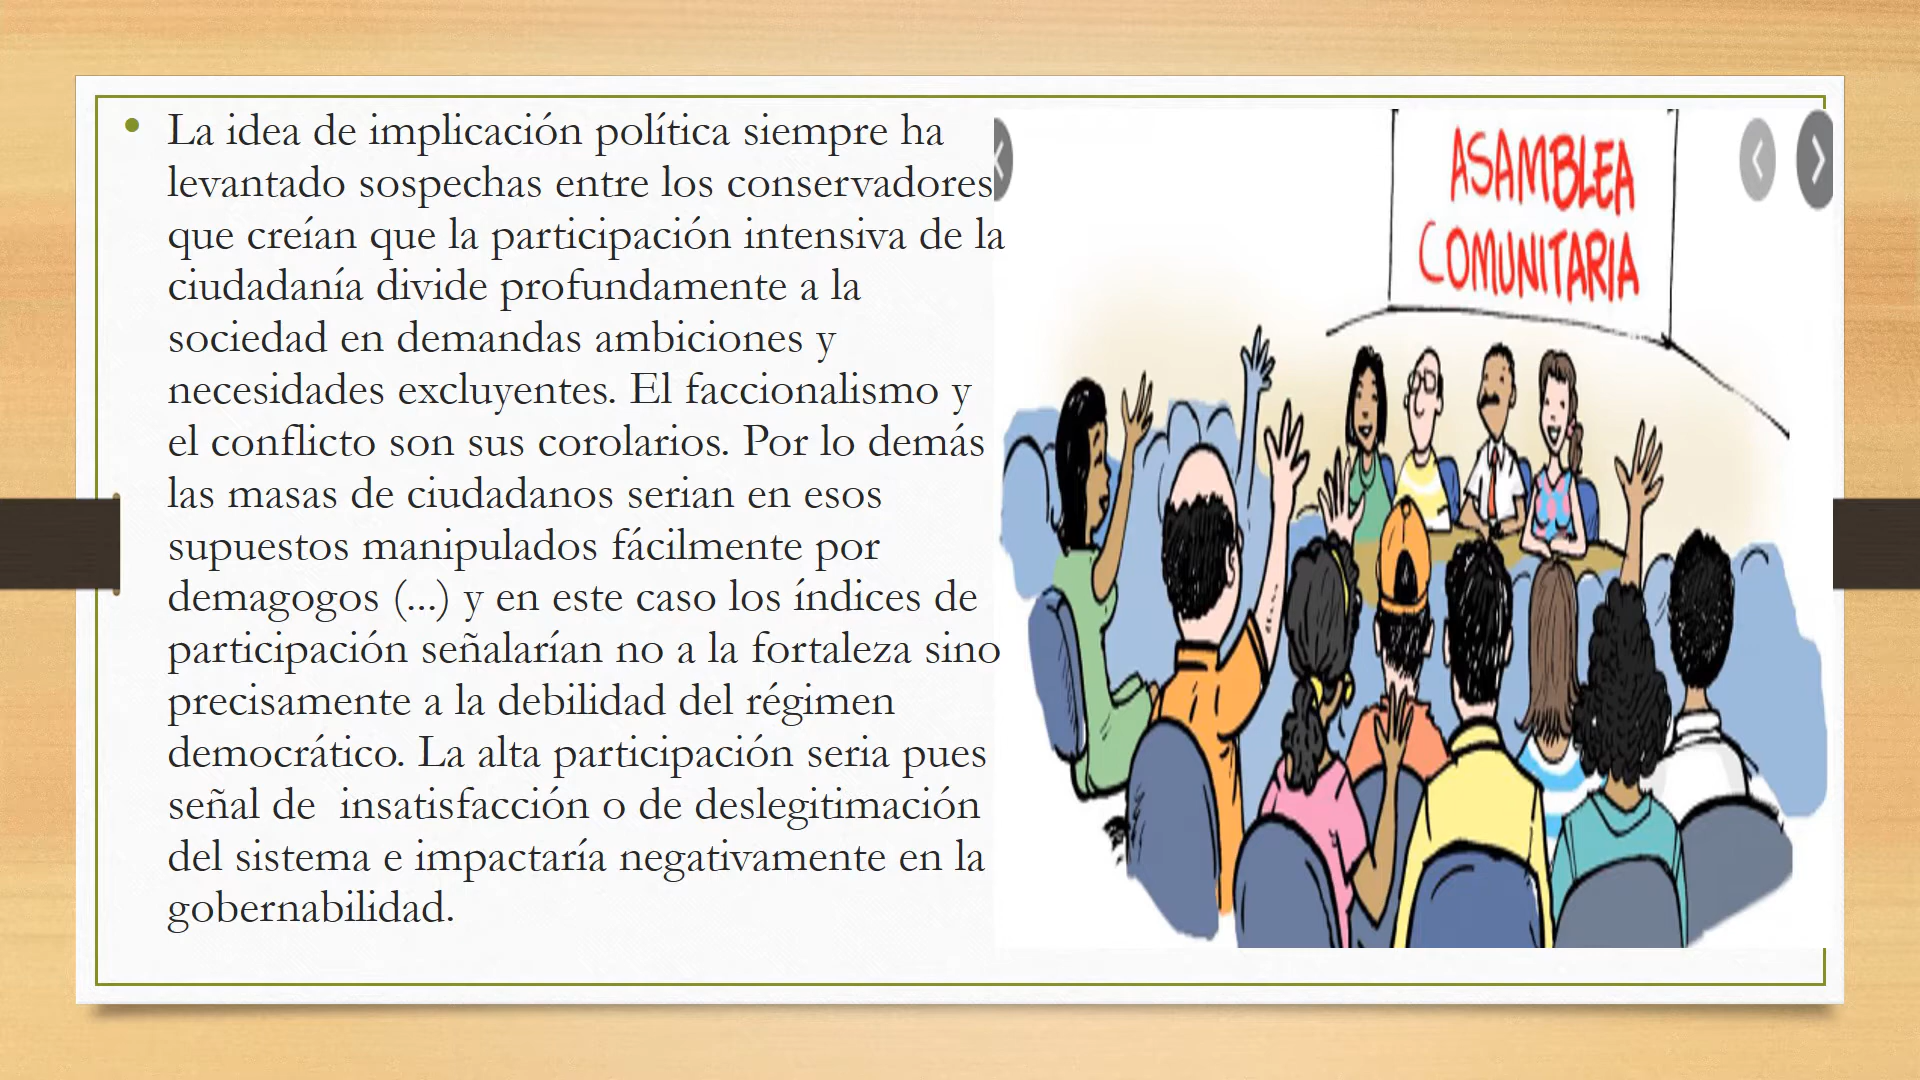 La idea de implicación política siempre ha
levantado sospechas entre los conservadores
que creían que la participación intensiva de la
ciudadanía divide profundamente a la
sociedad en demandas ambiciones y
necesidades excluyentes. El faccionalismo y
el conflicto son sus corolarios. Por lo demás
las masas de ciudadanos serian en esos
supuestos manipulados fácilmente por
demagogos (...) y en este caso los índices de
participación señalarían no a la fortaleza sino
precisamente a la debilidad del régimen
democrático. La alta participación seria pues
señal de  insatisfacción o de deslegitimación
del sistema e impactaría negativamente en la
gobernabilidad.
ASAMBLEA
COMUNITARIA